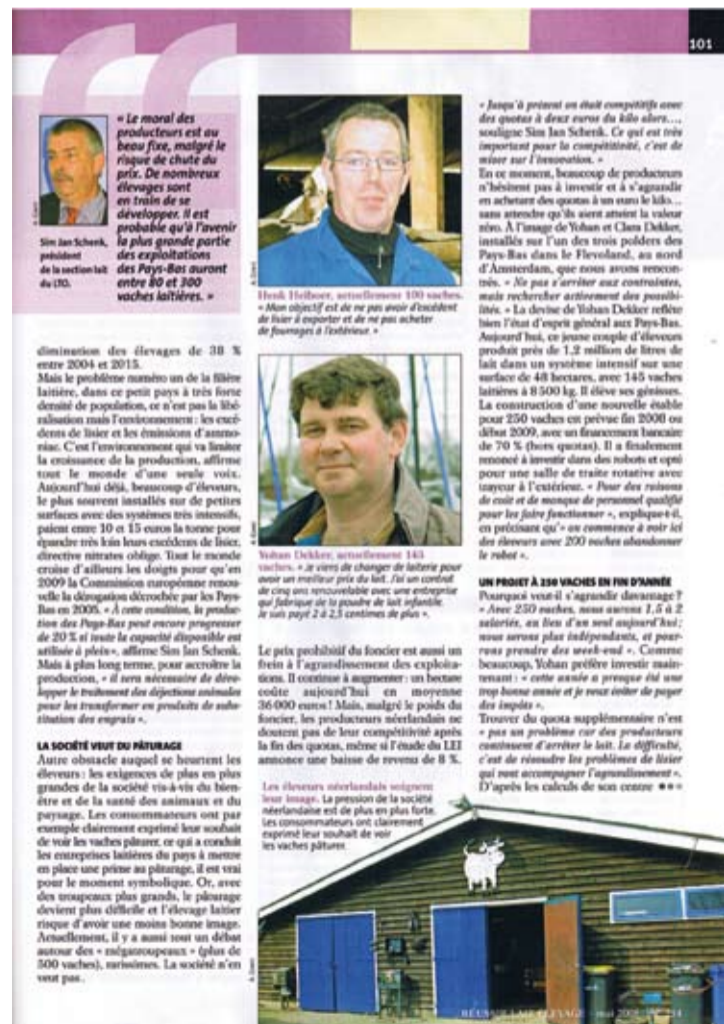 101
« Le moral des
producteurs est au
beau fixe, malgré le
risque de chute du
prix. De nombreux
élevages sont
en train de se
développer. Il est
probable qu'à l'avenir
la plus grande partie
des exploitations
des Pays-Bas auront
entre 80 et 300
vaches laitières. »
Sim Jan Schenk,
président
de la section lait
du LTO.
diminution des élevages de 38 %
entre 2004 et 2015.
Mais le problème numéro un de la filière
laitière, dans ce petit pays à très forte
densité de population, ce n'est pas la libé-
ralisation mais l'environnement : les excé-
dents de lisier et les émissions d'ammo-
niac. C'est l'environnement qui va limiter
la croissance de la production, affirme
tout le monde d'une seule voix.
Aujourd'hui déjà, beaucoup d'éleveurs,
le plus souvent installés sur de petites
surfaces avec des systèmes très intensifs,
paient entre 10 et 15 euros la tonne pour
épandre très loin leurs excédents de lisier,
directive nitrates oblige. Tout le monde
croise d'ailleurs les doigts pour qu'en
2009 la Commission européenne renou-
velle la dérogation décrochée par les Pays-
Bas en 2005. « À cette condition, la produc-
tion des Pays-Bas peut encore progresser
de 20 % si toute la capacité disponible est
utilisée à plein », affirme Sim Jan Schenk.
Mais à plus long terme, pour accroître la
production, « il sera nécessaire de déve-
lopper le traitement des déjections animales
pour les transformer en produits de subs-
titution des engrais ».
LA SOCIÉTÉ VEUT DU PÂTURAGE
Autre obstacle auquel se heurtent les
éleveurs : les exigences de plus en plus
grandes de la société vis-à-vis du bien-
être et de la santé des animaux et du
paysage. Les consommateurs ont par
exemple clairement exprimé leur souhait
de voir les vaches pâturer, ce qui a conduit
les entreprises laitières du pays à mettre
en place une prime au pâturage, il est vrai
pour le moment symbolique. Or, avec
des troupeaux plus grands, le pâturage
devient plus difficile et l'élevage laitier
risque d'avoir une moins bonne image.
Actuellement, il y a aussi tout un débat
autour des « mégatroupeaux » (plus de
500 vaches), rarissimes. La société n'en
veut pas.
Henk Heiboer, actuellement 100 vaches.
« Mon objectif est de ne pas avoir d'excédent
de lisier à exporter et de ne pas acheter
de fourrages à l'extérieur. »
Yohan Dekker, actuellement 145
vaches. « Je viens de changer de laiterie pour
avoir un meilleur prix du lait. J'ai un contrat
de cinq ans renouvelable avec une entreprise
qui fabrique de la poudre de lait infantile.
Je suis payé 2 à 2,5 centimes de plus ».
Le prix prohibitif du foncier est aussi un
frein à l'agrandissement des exploita-
tions. Il continue à augmenter : un hectare
coûte aujourd'hui en moyenne
36 000 euros ! Mais, malgré le poids du
foncier, les producteurs néerlandais ne
doutent pas de leur compétitivité après
la fin des quotas, même si l'étude du LEI
annonce une baisse de revenu de 8 %.
Les éleveurs néerlandais soignent
leur image. La pression de la société
néerlandaise est de plus en plus forte.
Les consommateurs ont clairement
exprimé leur souhait de voir
les vaches pâturer.
« Jusqu'à présent on était compétitifs avec
des quotas à deux euros du kilo alors...,
souligne Sim Jan Schenk. Ce qui est très
important pour la compétitivité, c'est de
miser sur l'innovation. »
En ce moment, beaucoup de producteurs
n'hésitent pas à investir et à s'agrandir
en achetant des quotas à un euro le kilo...
sans attendre qu'ils aient atteint la valeur
zéro. À l'image de Yohan et Clara Dekker,
installés sur l'un des trois polders des
Pays-Bas dans le Flevoland, au nord
d'Amsterdam, que nous avons rencon-
trés. « Ne pas s'arrêter aux contraintes,
mais rechercher activement des possibi-
lités. » La devise de Yohan Dekker reflète
bien l'état d'esprit général aux Pays-Bas.
Aujourd'hui, ce jeune couple d'éleveurs
produit près de 1,2 million de litres de
lait dans un système intensif sur une
surface de 48 hectares, avec 145 vaches
laitières à 8 500 kg. Il élève ses génisses.
La construction d'une nouvelle étable
pour 250 vaches est prévue fin 2008 ou
début 2009, avec un financement bancaire
de 70 % (hors quotas). Il a finalement
renoncé à investir dans des robots et opté
pour une salle de traite rotative avec
trayeur à l'extérieur. « Pour des raisons
de coût et de manque de personnel qualifié
pour les faire fonctionner », explique-t-il,
en précisant qu'« on commence à voir ici
des éleveurs avec 200 vaches abandonner
le robot ».
UN PROJET À 250 VACHES EN FIN D'ANNÉE
Pourquoi veut-il s'agrandir davantage ?
« Avec 250 vaches, nous aurons 1,5 à 2
salariés, au lieu d'un seul aujourd'hui ;
nous serons plus indépendants, et pour-
rons prendre des week-end ». Comme
beaucoup, Yohan préfère investir main-
tenant : « cette année a presque été une
trop bonne année et je veux éviter de payer
des impôts ».
Trouver du quota supplémentaire n'est
« pas un problème car des producteurs
continuent d'arrêter le lait. La difficulté,
c'est de résoudre les problèmes de lisier
qui vont accompagner l'agrandissement ».
D'après les calculs de son centre
RÉUSSIR LAIT ÉLEVAGE - mai 2008